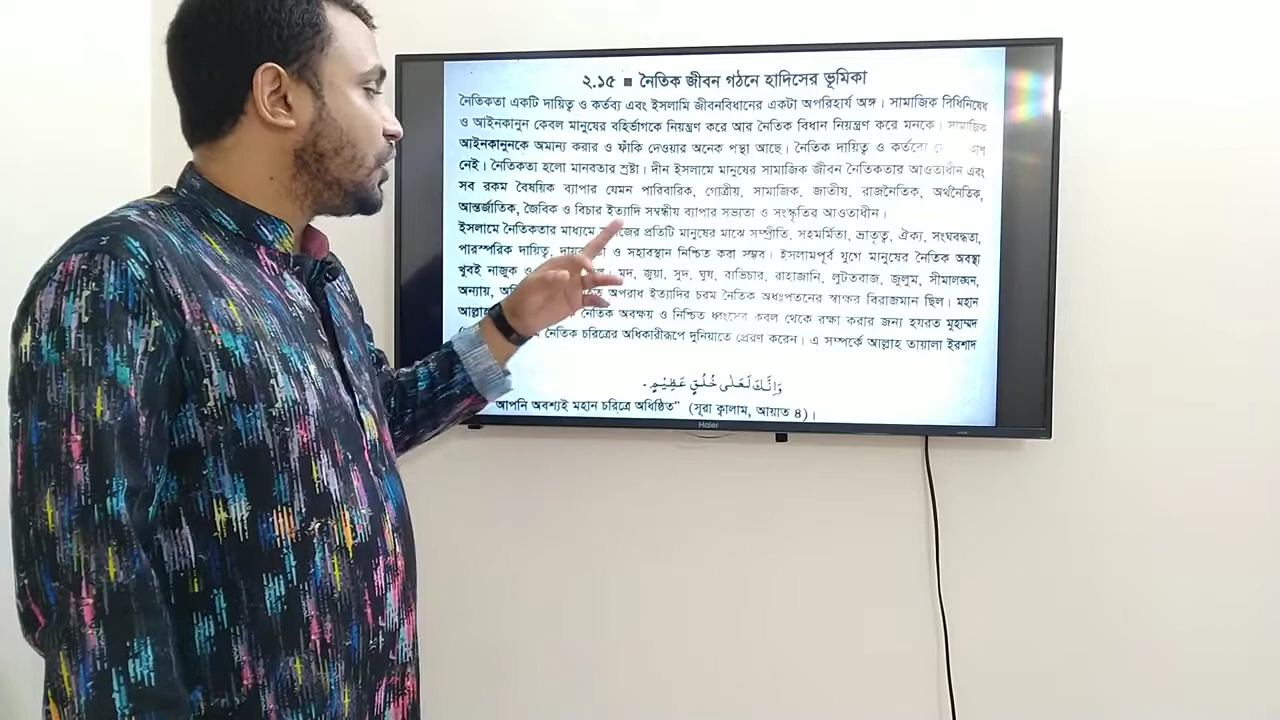 ২.১৫ ■ নৈতিক জীবন গঠনে হাদিসের ভূমিকা
নৈতিকতা একটি দায়িত্ব ও কর্তব্য এবং ইসলামি জীবনবিধানের একটা অপরিহার্য অঙ্গ। সামাজিক বিধিনিষেধ
ও আইনকানুন কেবল মানুষের বহির্ভাগকে নিয়ন্ত্রণ করে আর নৈতিক বিধান নিয়ন্ত্রণ করে মনকে। সামাজিক
আইনকানুনকে অমান্য করার ও ফাঁকি দেওয়ার অনেক পন্থা আছে। নৈতিক দায়িত্ব ও কর্তব্যে
নেই। নৈতিকতা হলো মানবতার স্রষ্টা। দীন ইসলামে মানুষের সামাজিক জীবন নৈতিকতার আওতাধীন এবং
সব রকম বৈষয়িক ব্যাপার যেমন পারিবারিক, গোত্রীয়, সামাজিক, জাতীয়, রাজনৈতিক, অর্থনৈতিক,
আন্তর্জাতিক, জৈবিক ও বিচার ইত্যাদি সম্বন্ধীয় ব্যাপার সভ্যতা ও সংস্কৃতির আওতাধীন।
ইসলামে নৈতিকতার মাধ্যমে প্রতিটি মানুষের মাঝে সম্প্রীতি, সহমর্মিতা, ভ্রাতৃত্ব, ঐক্য, সংঘবদ্ধতা,
পারস্পরিক দায়িত্ব, ও সহাবস্থান নিশ্চিত করা সম্ভব। ইসলামপূর্ব যুগে মানুষের নৈতিক অবস্থা
খুবই নাজুক ও মদ, জুয়া, সুদ, ঘুষ, ব্যভিচার, রাহাজানি, লুটতরাজ, জুলুম, সীমালঙ্ঘন,
অন্যায়, অপরাধ ইত্যাদির চরম নৈতিক অধঃপতনের স্বাক্ষর বিরাজমান ছিল। মহান
আল্লাহ নৈতিক অবক্ষয় ও নিশ্চিত ধ্বংসের কবল থেকে রক্ষা করার জন্য হযরত মুহাম্মদ
নৈতিক চরিত্রের অধিকারীরূপে দুনিয়াতে প্রেরণ করেন। এ সম্পর্কে আল্লাহ তায়ালা ইরশাদ
وَإِنَّكَ لَعَلٰى خُلُقٍ عَظِيْمٍ۔
আপনি অবশ্যই মহান চরিত্রে অধিষ্ঠিত” (সূরা ক্বালাম, আয়াত ৪)।
Haier